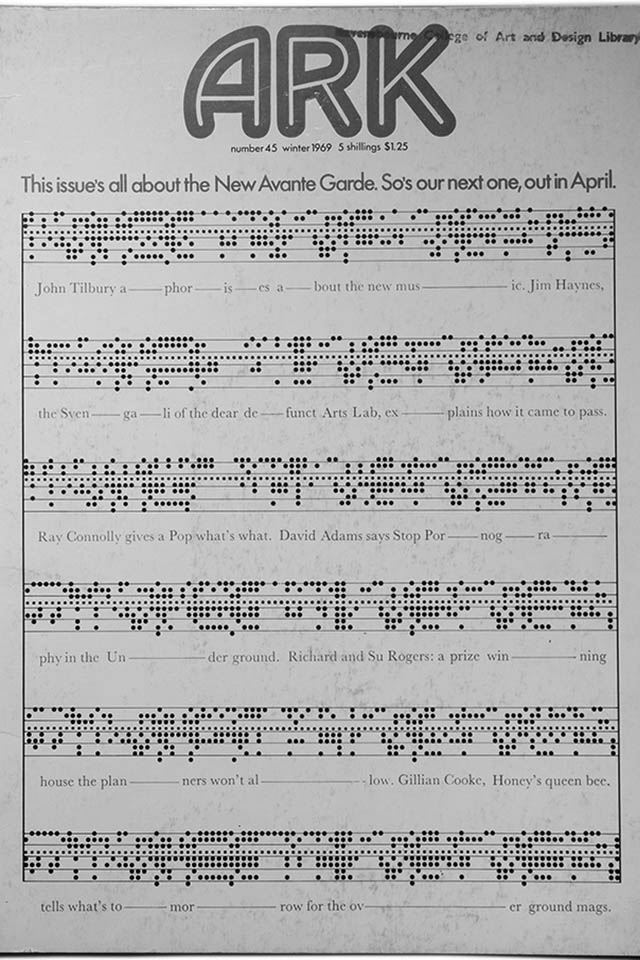 Ravensbourne College of Art and Design Library
ARK
number 45 winter 1969 5 shillings $1.25
This issue's all about the New Avante Garde. So's our next one, out in April.
John Tilbury a——phor——is——es a——bout the new mus————ic. Jim Haynes,
the Sven——ga——li of the dear de——funct Arts Lab, ex————plains how it came to pass.
Ray Connolly gives a Pop what's what. David Adams says Stop Por——nog——ra————
phy in the Un————der ground. Richard and Su Rogers: a prize win————ning
house the plan————ners won't al————low. Gillian Cooke, Honey's queen bee.
tells what's to——mor————row for the ov————er ground mags.